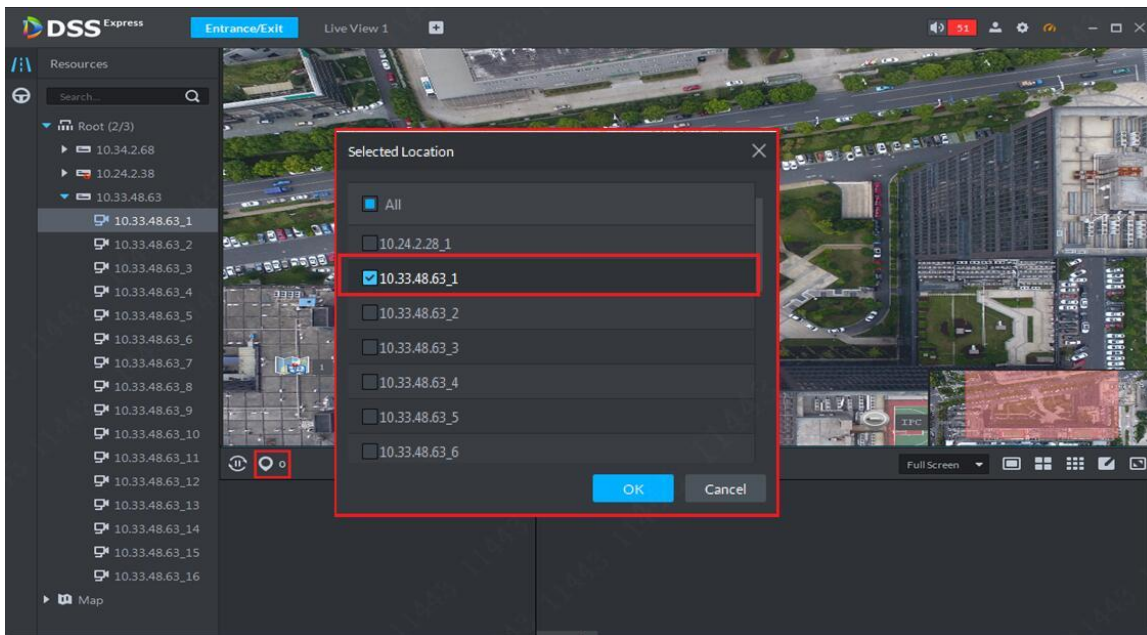 DSS Express
Entrance/Exit
Live View 1
51
Resources
Search...
Root (2/3)
10.34.2.68
10.24.2.38
10.33.48.63
10.33.48.63_1
10.33.48.63_2
10.33.48.63_3
10.33.48.63_4
10.33.48.63_5
10.33.48.63_6
10.33.48.63_7
10.33.48.63_8
10.33.48.63_9
10.33.48.63_10
10.33.48.63_11
10.33.48.63_12
10.33.48.63_13
10.33.48.63_14
10.33.48.63_15
10.33.48.63_16
Map
Selected Location
All
10.24.2.28_1
10.33.48.63_1
10.33.48.63_2
10.33.48.63_3
10.33.48.63_4
10.33.48.63_5
10.33.48.63_6
OK
Cancel
1
IPC
0
Full Screen